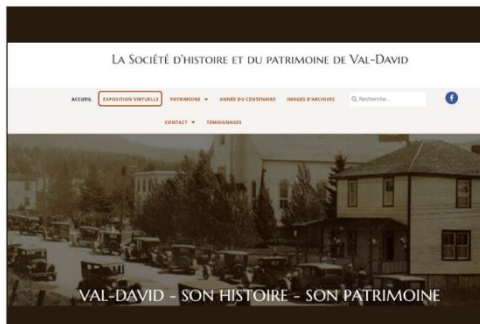 La Société d'histoire et du patrimoine de Val-David
ACCUEIL EXPOSITION VIRTUELLE PATRIMOINE ANNÉE DU CENTENAIRE IMAGES D'ARCHIVES Recherche...
CONTACT TÉMOIGNAGES
VAL-DAVID - SON HISTOIRE - SON PATRIMOINE